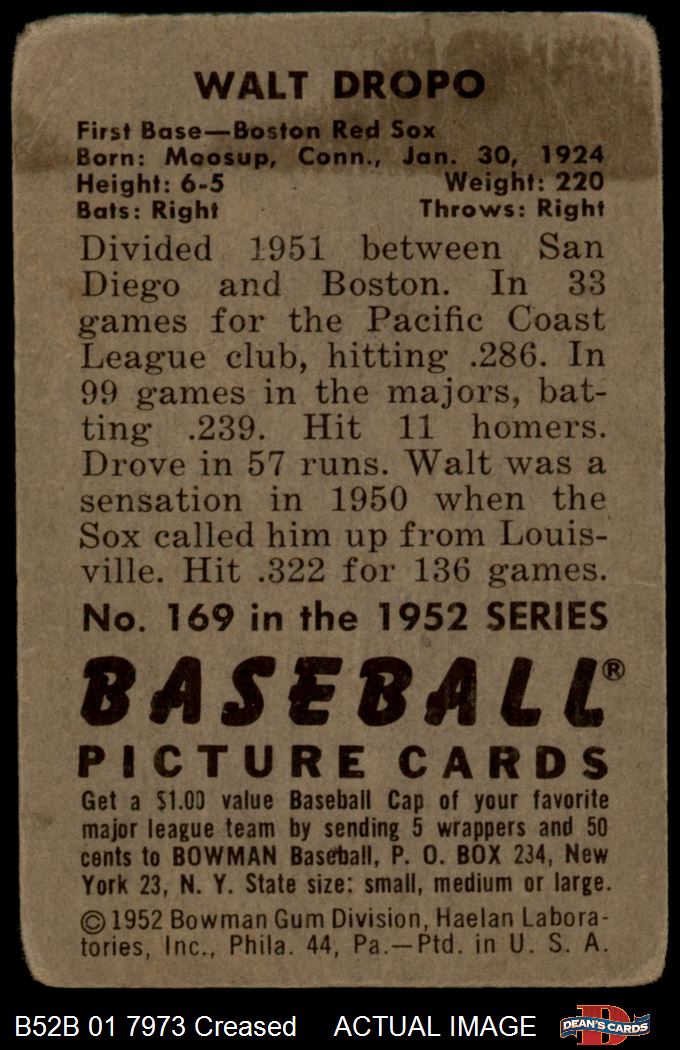 WALT DROPO
First Base—Boston Red Sox
Born: Moosup, Conn., Jan. 30, 1924
Height: 6-5 Weight: 220
Bats: Right Throws: Right
Divided 1951 between San
Diego and Boston. In 33
games for the Pacific Coast
League club, hitting .286. In
99 games in the majors, bat-
ting .239. Hit 11 homers.
Drove in 57 runs. Walt was a
sensation in 1950 when the
Sox called him up from Louis-
ville. Hit .322 for 136 games.
No. 169 in the 1952 SERIES
BASEBALL®
PICTURE CARDS
Get a $1.00 value Baseball Cap of your favorite
major league team by sending 5 wrappers and 50
cents to BOWMAN Baseball, P. O. BOX 234, New
York 23, N. Y. State size: small, medium or large.
©1952 Bowman Gum Division, Haelan Labora-
tories, Inc., Phila. 44, Pa.—Ptd. in U. S. A.
B52B 01 7973 Creased ACTUAL IMAGE
D
DEAN'S CARDS